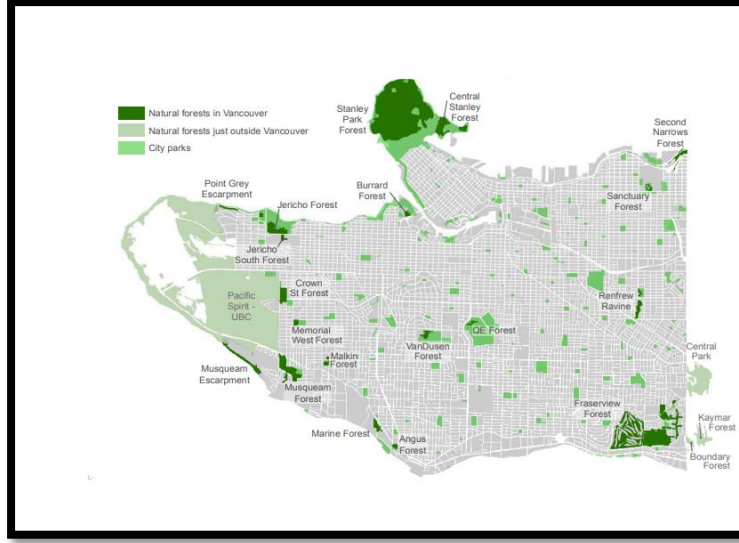 Natural forests in Vancouver
Natural forests just outside Vancouver
City parks
Stanley
Park
Forest
Central
Stanley
Forest
Second
Narrows
Forest
Point Grey
Escarpment
Jericho Forest
Burrard
Forest
Sanctuary
Forest
Jericho
South Forest
Pacific
Spirit -
UBC
Crown
St Forest
Renfrew
Ravine
Memorial
West Forest
QE Forest
VanDusen
Forest
Malkin
Forest
Central
Park
Musqueam
Escarpment
Musqueam
Forest
Fraserview
Forest
Kaymar
Forest
Marine Forest
Angus
Forest
Boundary
Forest